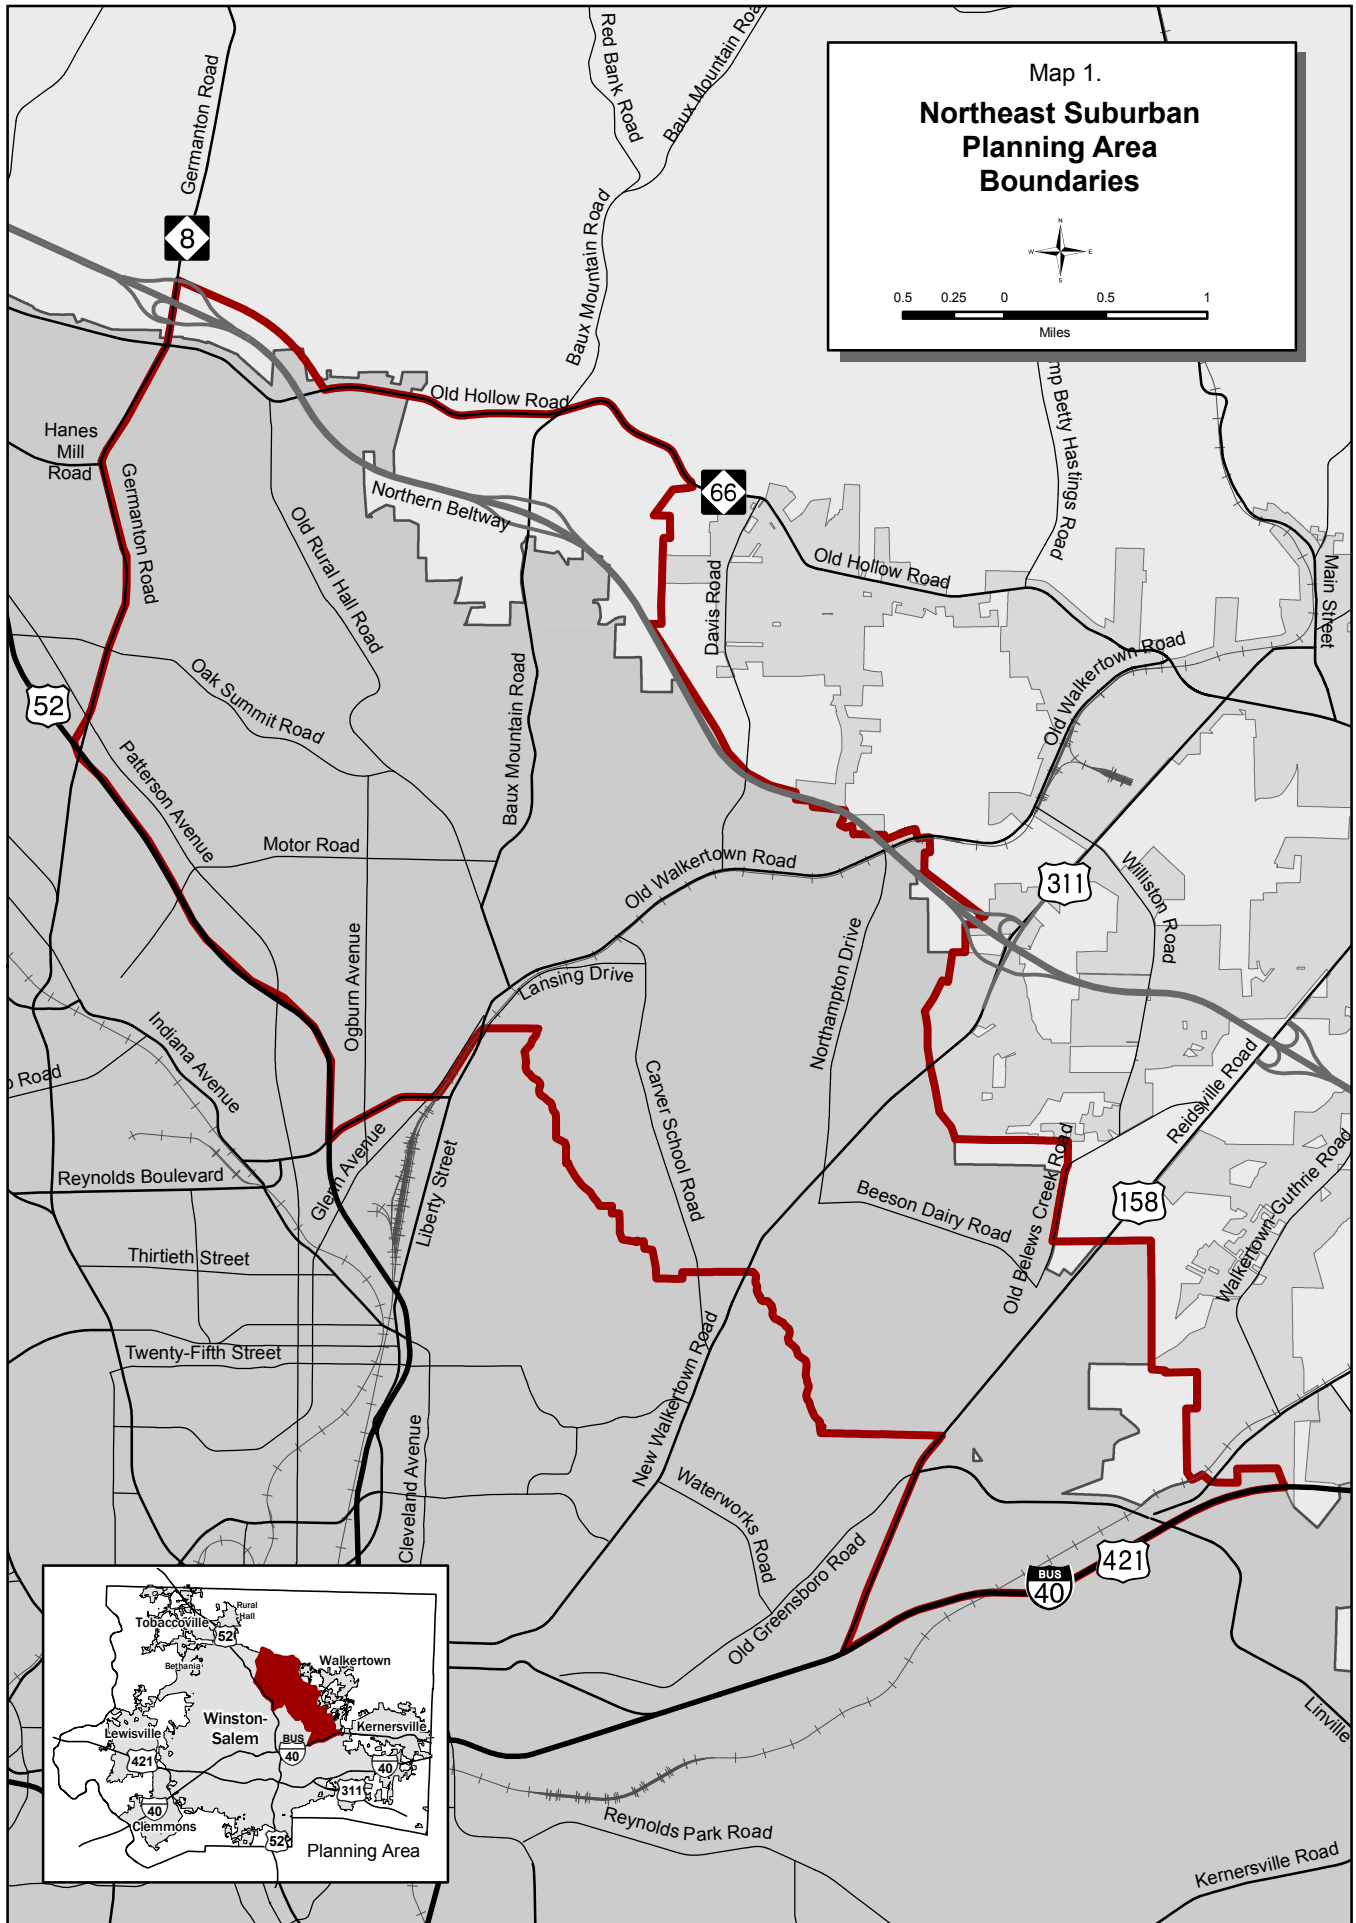 Map 1.
Northeast Suburban
Planning Area
Boundaries
N
W
E
S
0.5
0.25
0
0.5
1
Miles
Germanton Road
Red Bank Road
Baux Mountain Roa
8
Baux Mountain Road
Old Hollow Road
mp Betty Hastings Road
Hanes
Mill
Road
Germanton Road
Northern Beltway
66
Old Rural Hall Road
Davis Road
Old Hollow Road
Main Street
Oak Summit Road
52
Baux Mountain Road
Old Walkertown Road
Patterson Avenue
Motor Road
Old Walkertown Road
311
Williston Road
Ogburn Avenue
Lansing Drive
Northampton Drive
Indiana Avenue
o Road
Carver School Road
Reidsville Road
Glenn Avenue
Liberty Street
Reynolds Boulevard
Beeson Dairy Road
Old Belews Creek Road
158
Walkertown-Guthrie Road
Thirtieth Street
Twenty-Fifth Street
New Walkertown Road
Cleveland Avenue
Waterworks Road
Old Greensboro Road
421
BUS
40
Linville
Reynolds Park Road
Kernersville Road
Tobaccoville
Rural
Hall
52
Bethania
Walkertown
Winston-
Salem
Lewisville
Kernersville
BUS
40
421
40
311
40
Clemmons
52
Planning Area